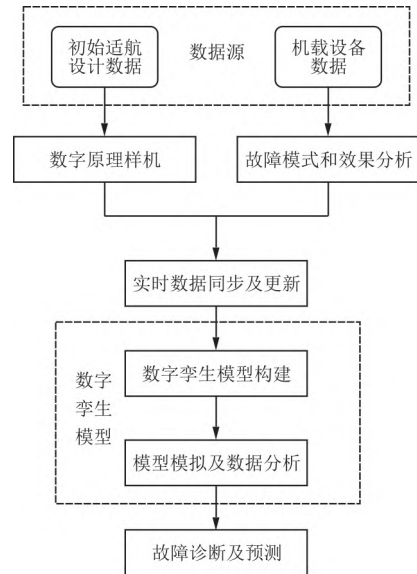 初始适航
设计数据
数据源
机载设备
数据
数字原理样机
故障模式和效果分析
实时数据同步及更新
数字
孪生
模型
数字孪生模型构建
模型模拟及数据分析
故障诊断及预测